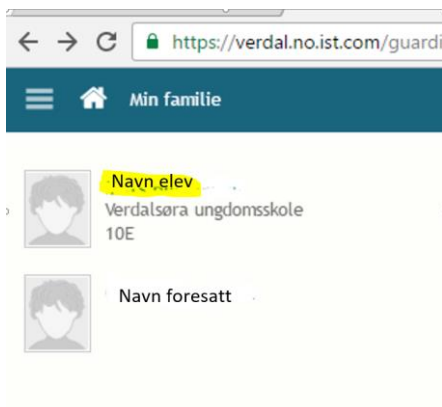 https://verdal.no.ist.com/guardi
Min familie
Navn elev
Verdalsøra ungdomsskole
10E
Navn foresatt